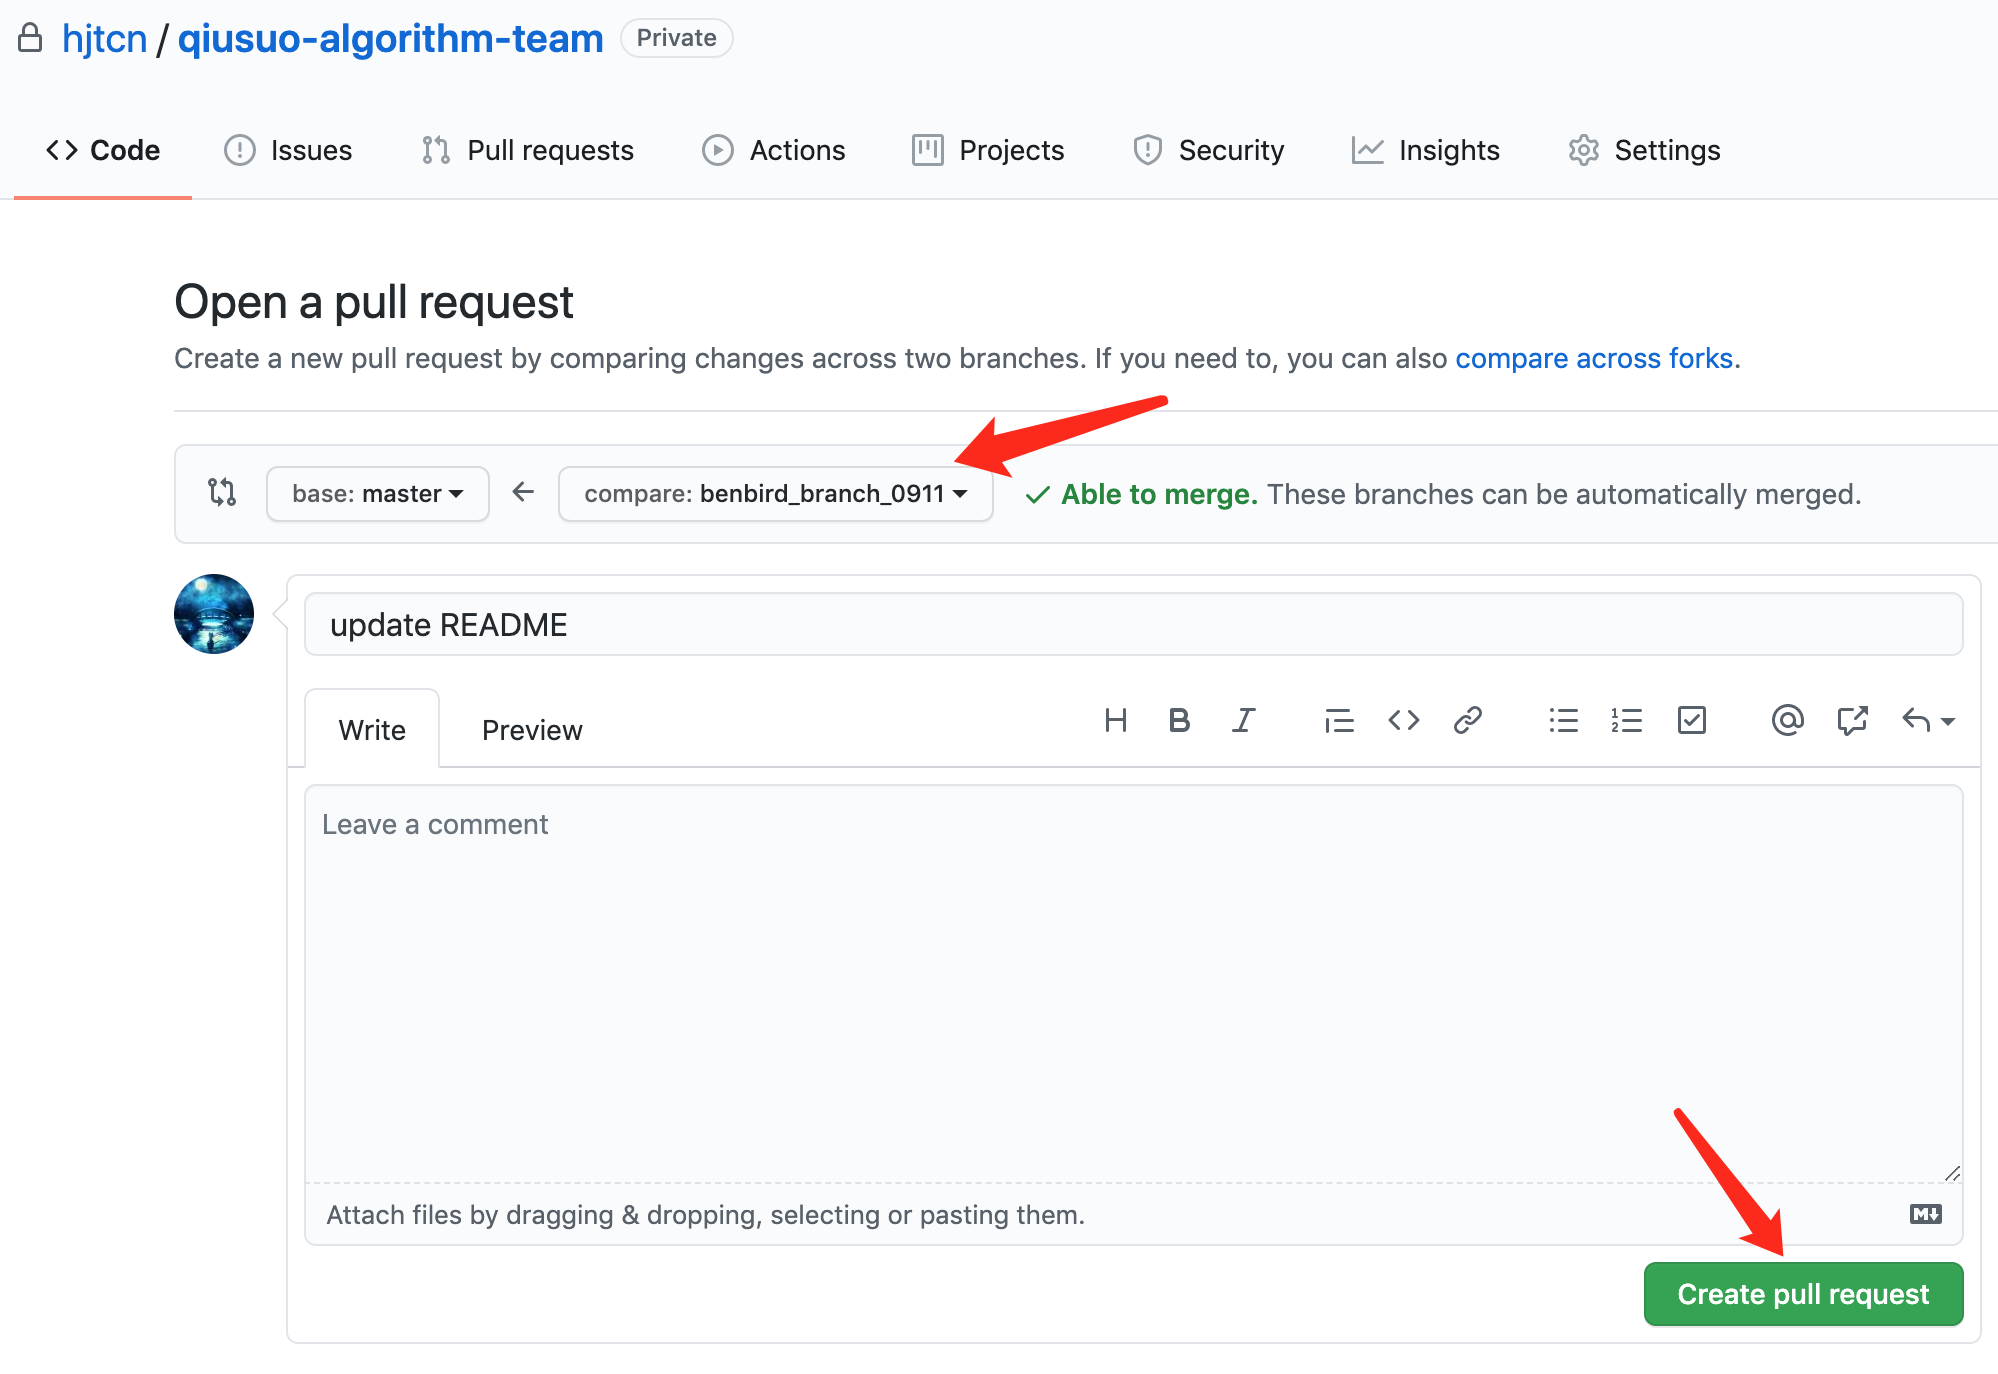 hjtcn / qiusuo-algorithm-team Private
Code Issues Pull requests Actions Projects Security Insights Settings
Open a pull request
Create a new pull request by comparing changes across two branches. If you need to, you can also compare across forks.
base: master compare: benbird_branch_0911 Able to merge. These branches can be automatically merged.
update README
Write Preview
Leave a comment
Attach files by dragging & dropping, selecting or pasting them.
Create pull request